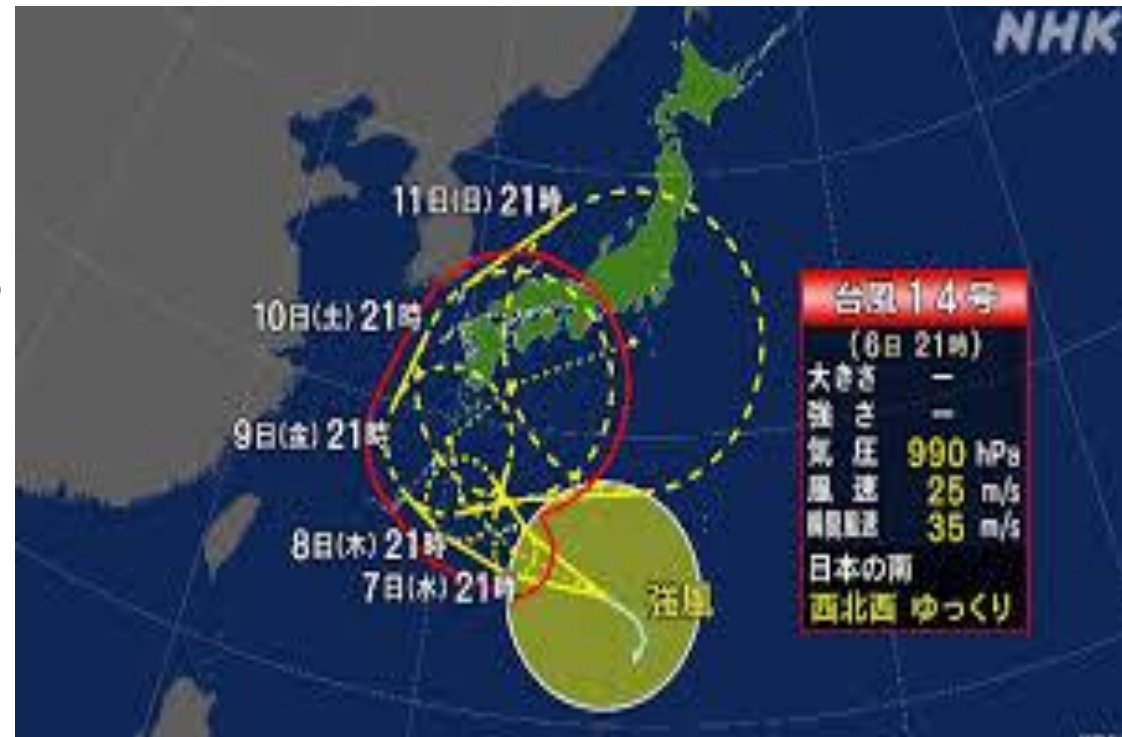 NHK
11日(日)21時
10日(土)21時
9日(金)21時
8日(木)21時
7日(水)21時
強風
台風14号
(6日 21時)
大きさ ー
強さ ー
気圧 990 hPa
風速 25 m/s
瞬間風速 35 m/s
日本の南
西北西 ゆっくり